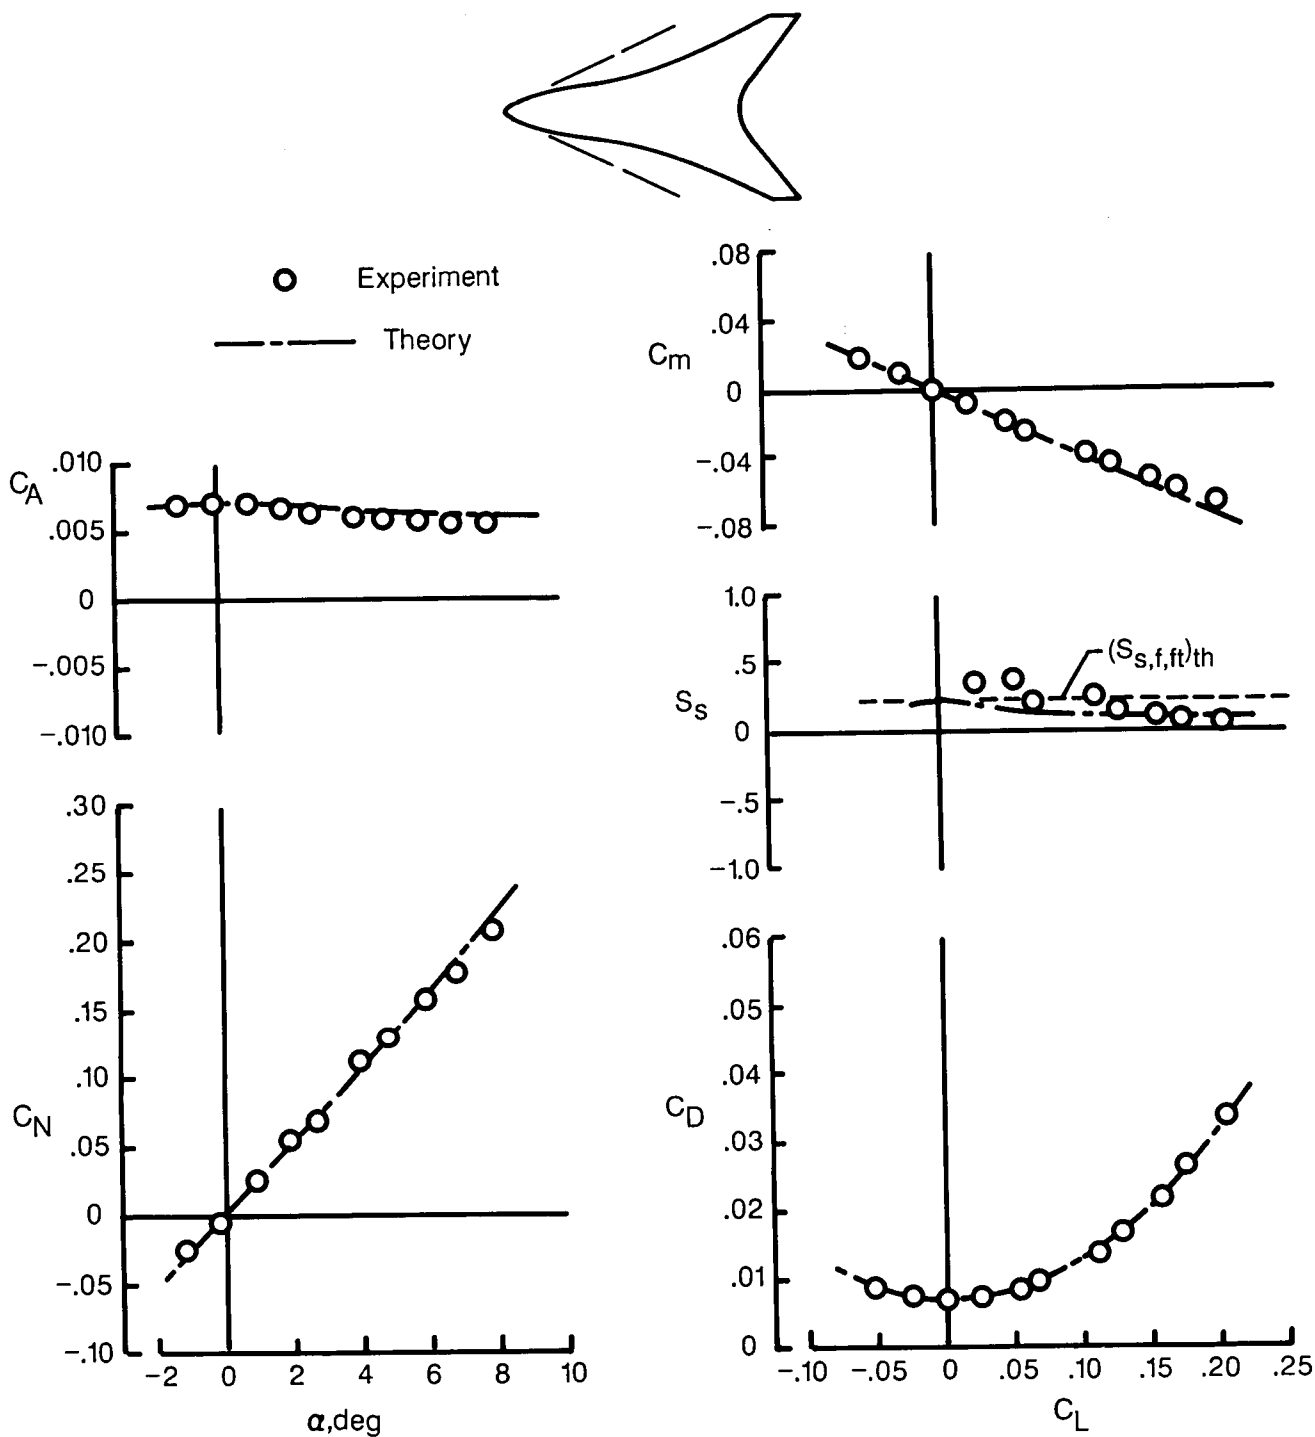 Experiment
Theory
C_A
.010
.005
0
−.005
−.010
C_N
.30
.25
.20
.15
.10
.05
0
−.05
−.10
−2 0 2 4 6 8 10
α,deg
C_m
.08
.04
0
−.04
−.08
S_s
1.0
.5
0
−.5
−1.0
(S_s,f,ft)_th
C_D
.06
.05
.04
.03
.02
.01
0
−.10 −.05 0 .05 .10 .15 .20 .25
C_L